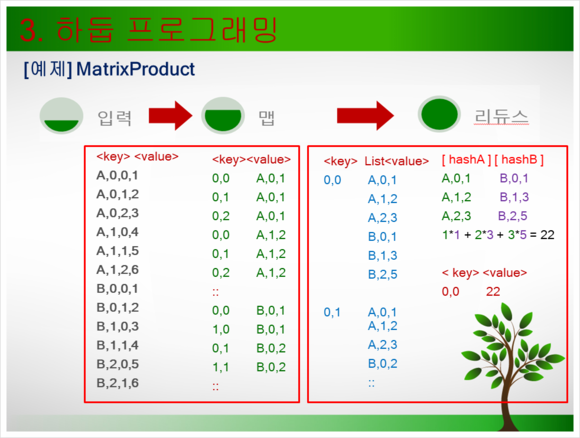 3. 하둡 프로그래밍
[예제] MatrixProduct
입력
맵
리듀스
<key> <value>
A,0,0,1
A,0,1,2
A,0,2,3
A,1,0,4
A,1,1,5
A,1,2,6
B,0,0,1
B,0,1,2
B,1,0,3
B,1,1,4
B,2,0,5
B,2,1,6
<key><value>
0,0 A,0,1
0,1 A,0,1
0,2 A,0,1
0,0 A,1,2
0,1 A,1,2
0,2 A,1,2
::
0,0 B,0,1
1,0 B,0,1
0,1 B,0,2
1,1 B,0,2
::
<key> List<value>
0,0 A,0,1
A,1,2
A,2,3
B,0,1
B,1,3
B,2,5
0,1 A,0,1
A,1,2
A,2,3
B,0,2
::
[ hashA ] [ hashB ]
A,0,1 B,0,1
A,1,2 B,1,3
A,2,3 B,2,5
1*1 + 2*3 + 3*5 = 22
< key> <value>
0,0 22